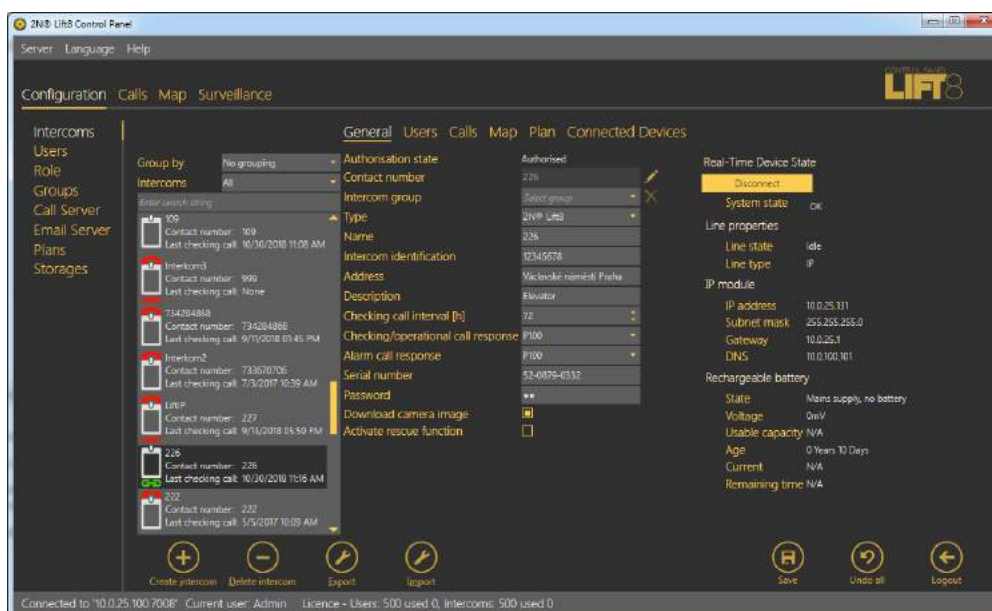 2N® Lift8 Control Panel
Server Language Help
CONTROL PANEL
LIFT8
Configuration Calls Map Surveillance
Intercoms
Users
Role
Groups
Call Server
Email Server
Plans
Storages
Group by No grouping
Intercoms All
Enter search string
109
Contact number: 109
Last checking call: 10/30/2018 11:08 AM
Interkom3
Contact number: 999
Last checking call: None
734284868
Contact number: 734284868
Last checking call: 9/11/2018 03:45 PM
Interkom2
Contact number: 733670706
Last checking call: 7/3/2017 10:39 AM
LiftIP
Contact number: 227
Last checking call: 9/13/2018 05:50 PM
226
Contact number: 226
Last checking call: 10/30/2018 11:16 AM
222
Contact number: 222
Last checking call: 5/5/2017 10:09 AM
General Users Calls Map Plan Connected Devices
Authorisation state Authorised
Contact number 226
Intercom group Select group
Type 2N® Lift8
Name 226
Intercom identification 12345678
Address Václavské náměstí Praha
Description Elevator
Checking call interval [h] 72
Checking/operational call response P100
Alarm call response P100
Serial number 52-0879-0332
Password **
Download camera image
Activate rescue function
Real-Time Device State
Disconnect
System state OK
Line properties
Line state Idle
Line type IP
IP module
IP address 10.0.25.131
Subnet mask 255.255.255.0
Gateway 10.0.25.1
DNS 10.0.100.101
Rechargeable battery
State Mains supply, no battery
Voltage 0mV
Usable capacity N/A
Age 0 Years 10 Days
Current N/A
Remaining time N/A
Create intercom Delete intercom Export Import Save Undo all Logout
Connected to '10.0.25.100:7008' Current user: Admin Licence - Users: 500 used 0, Intercoms: 500 used 0